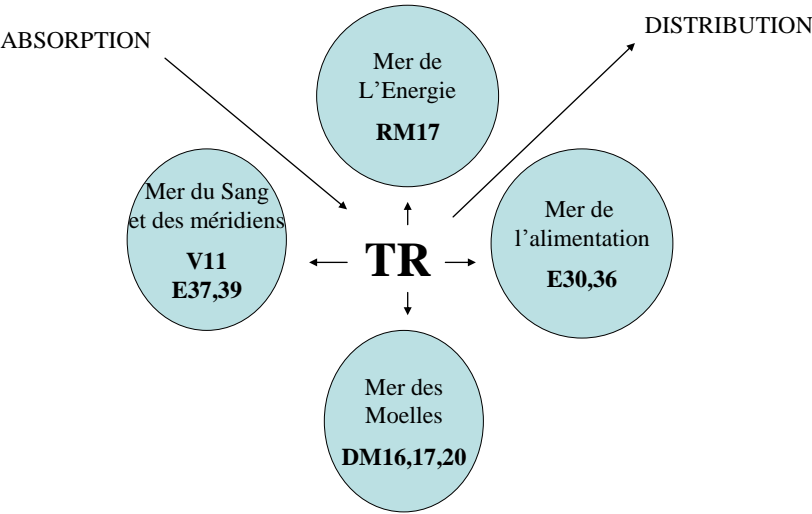 ABSORPTION
DISTRIBUTION
Mer de
L’Energie
RM17
Mer du Sang
et des méridiens
V11
E37,39
TR
Mer de
l’alimentation
E30,36
Mer des
Moelles
DM16,17,20